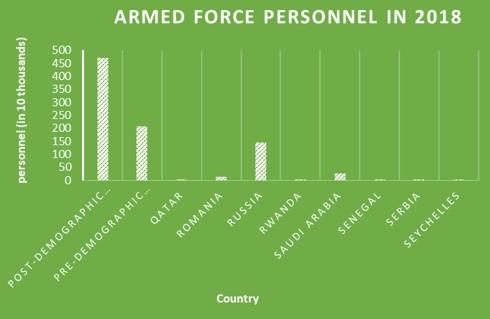 ARMED FORCE PERSONNEL IN 2018
personnel (in 10 thousands)
500
450
400
350
300
250
200
150
100
50
0
POST-DEMOGRAPHIC...
PRE-DEMOGRAPHIC...
QATAR
ROMANIA
RUSSIA
RWANDA
SAUDI ARABIA
SENEGAL
SERBIA
SEYCHELLES
Country